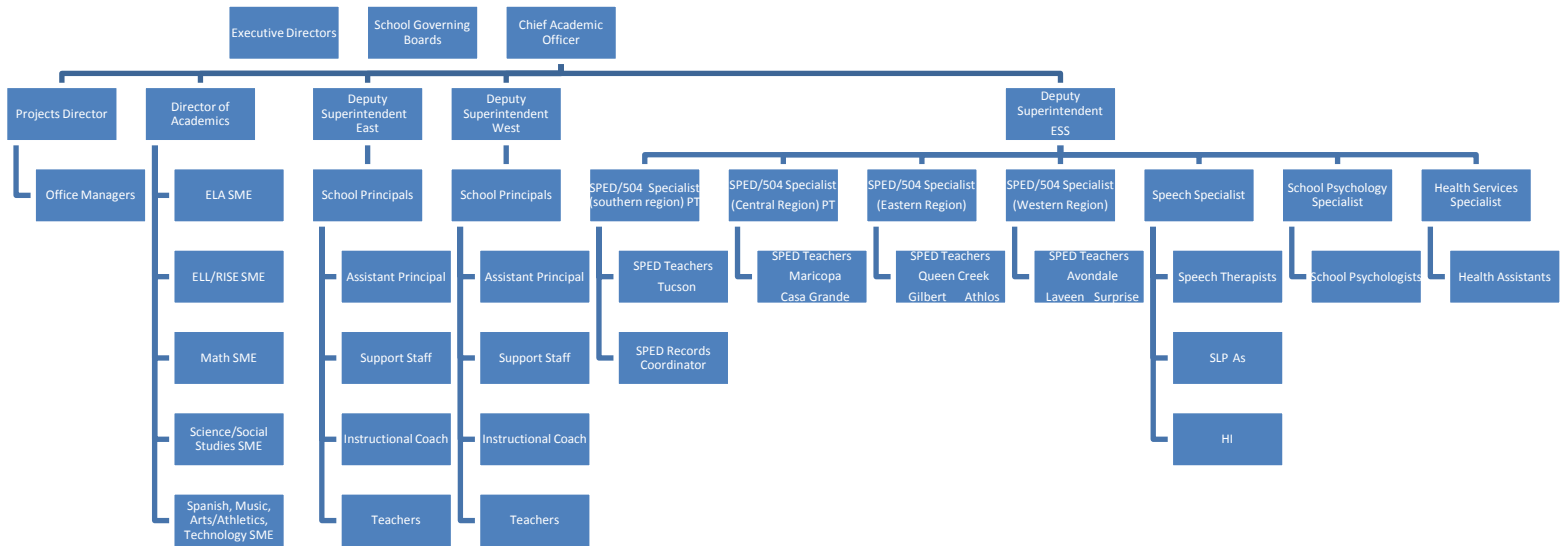 Executive Directors
School Governing
Boards
Chief Academic
Officer
Projects Director
Director of
Academics
Deputy
Superintendent
East
Deputy
Superintendent
West
Deputy
Superintendent
ESS
Office Managers
ELA SME
School Principals
School Principals
SPED/504 Specialist
(southern region) PT
SPED/504 Specialist
(Central Region) PT
SPED/504 Specialist
(Eastern Region)
SPED/504 Specialist
(Western Region)
Speech Specialist
School Psychology
Specialist
Health Services
Specialist
ELL/RISE SME
Assistant Principal
Assistant Principal
SPED Teachers
Tucson
SPED Teachers
Maricopa
Casa Grande
SPED Teachers
Queen Creek
Gilbert Athlos
SPED Teachers
Avondale
Laveen Surprise
Speech Therapists
School Psychologists
Health Assistants
Math SME
Support Staff
Support Staff
SPED Records
Coordinator
SLP As
Science/Social
Studies SME
Instructional Coach
Instructional Coach
HI
Spanish, Music,
Arts/Athletics,
Technology SME
Teachers
Teachers